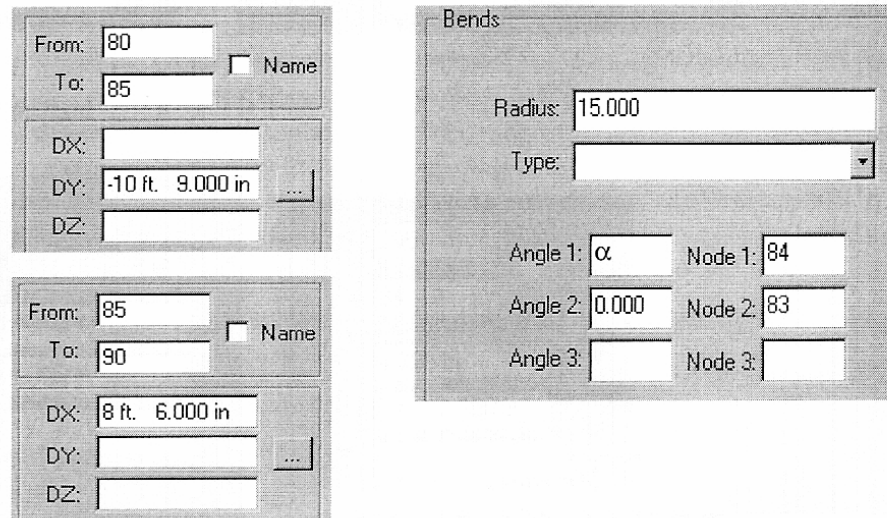 From: 80
To: 85
Name
DX:
DY: -10 ft. 9.000 in ...
DZ:
From: 85
To: 90
Name
DX: 8 ft. 6.000 in
DY: ...
DZ:
Bends
Radius: 15.000
Type:
Angle 1: α Node 1: 84
Angle 2: 0.000 Node 2: 83
Angle 3: Node 3: